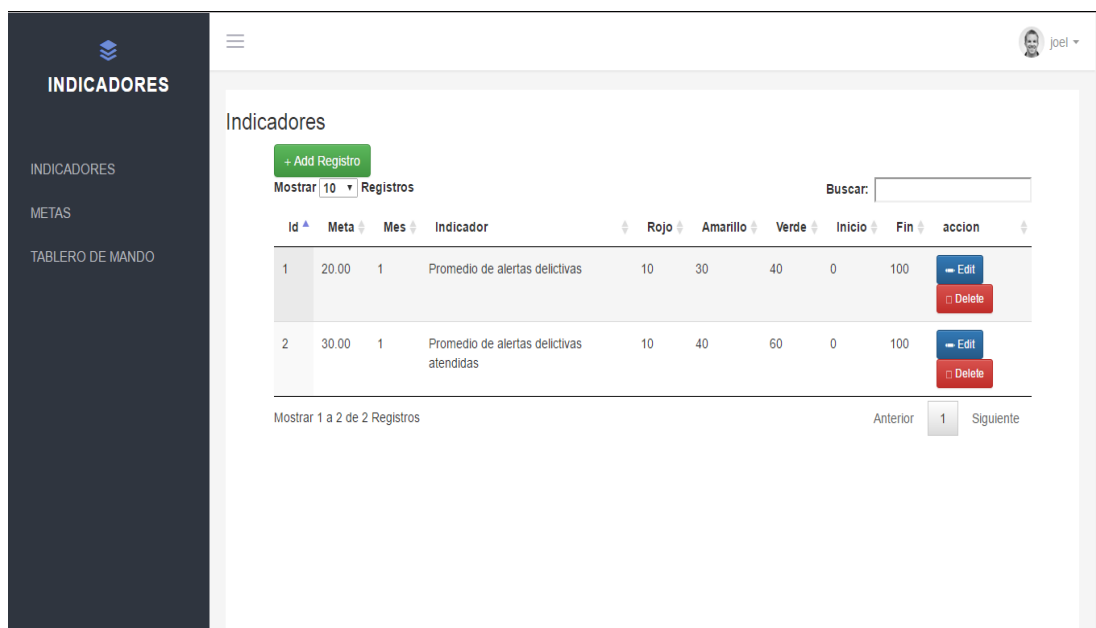 INDICADORES
joel
INDICADORES
METAS
TABLERO DE MANDO
Indicadores
+ Add Registro
Mostrar 10 Registros
Buscar:
Id Meta Mes Indicador Rojo Amarillo Verde Inicio Fin accion
1 20.00 1 Promedio de alertas delictivas 10 30 40 0 100 Edit
Delete
2 30.00 1 Promedio de alertas delictivas atendidas 10 40 60 0 100 Edit
Delete
Mostrar 1 a 2 de 2 Registros
Anterior 1 Siguiente